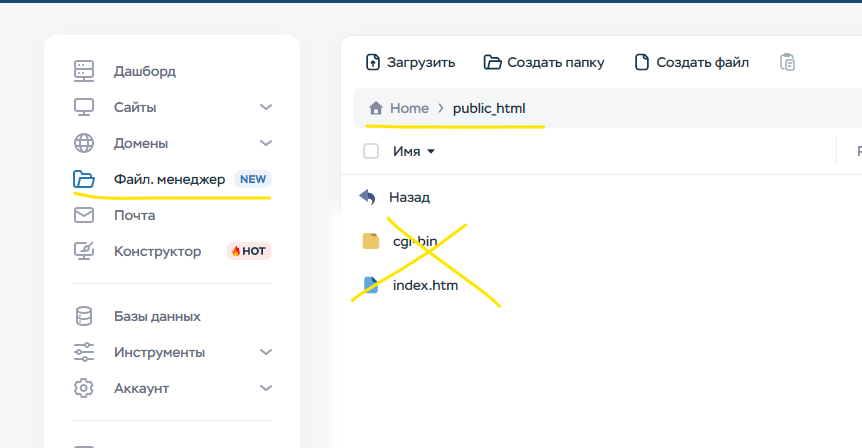 Дашборд
Сайты
Домены
Файл. менеджер NEW
Почта
Конструктор HOT
Базы данных
Инструменты
Аккаунт
Загрузить Создать папку Создать файл
Home > public_html
Имя
Назад
cgi-bin
index.htm